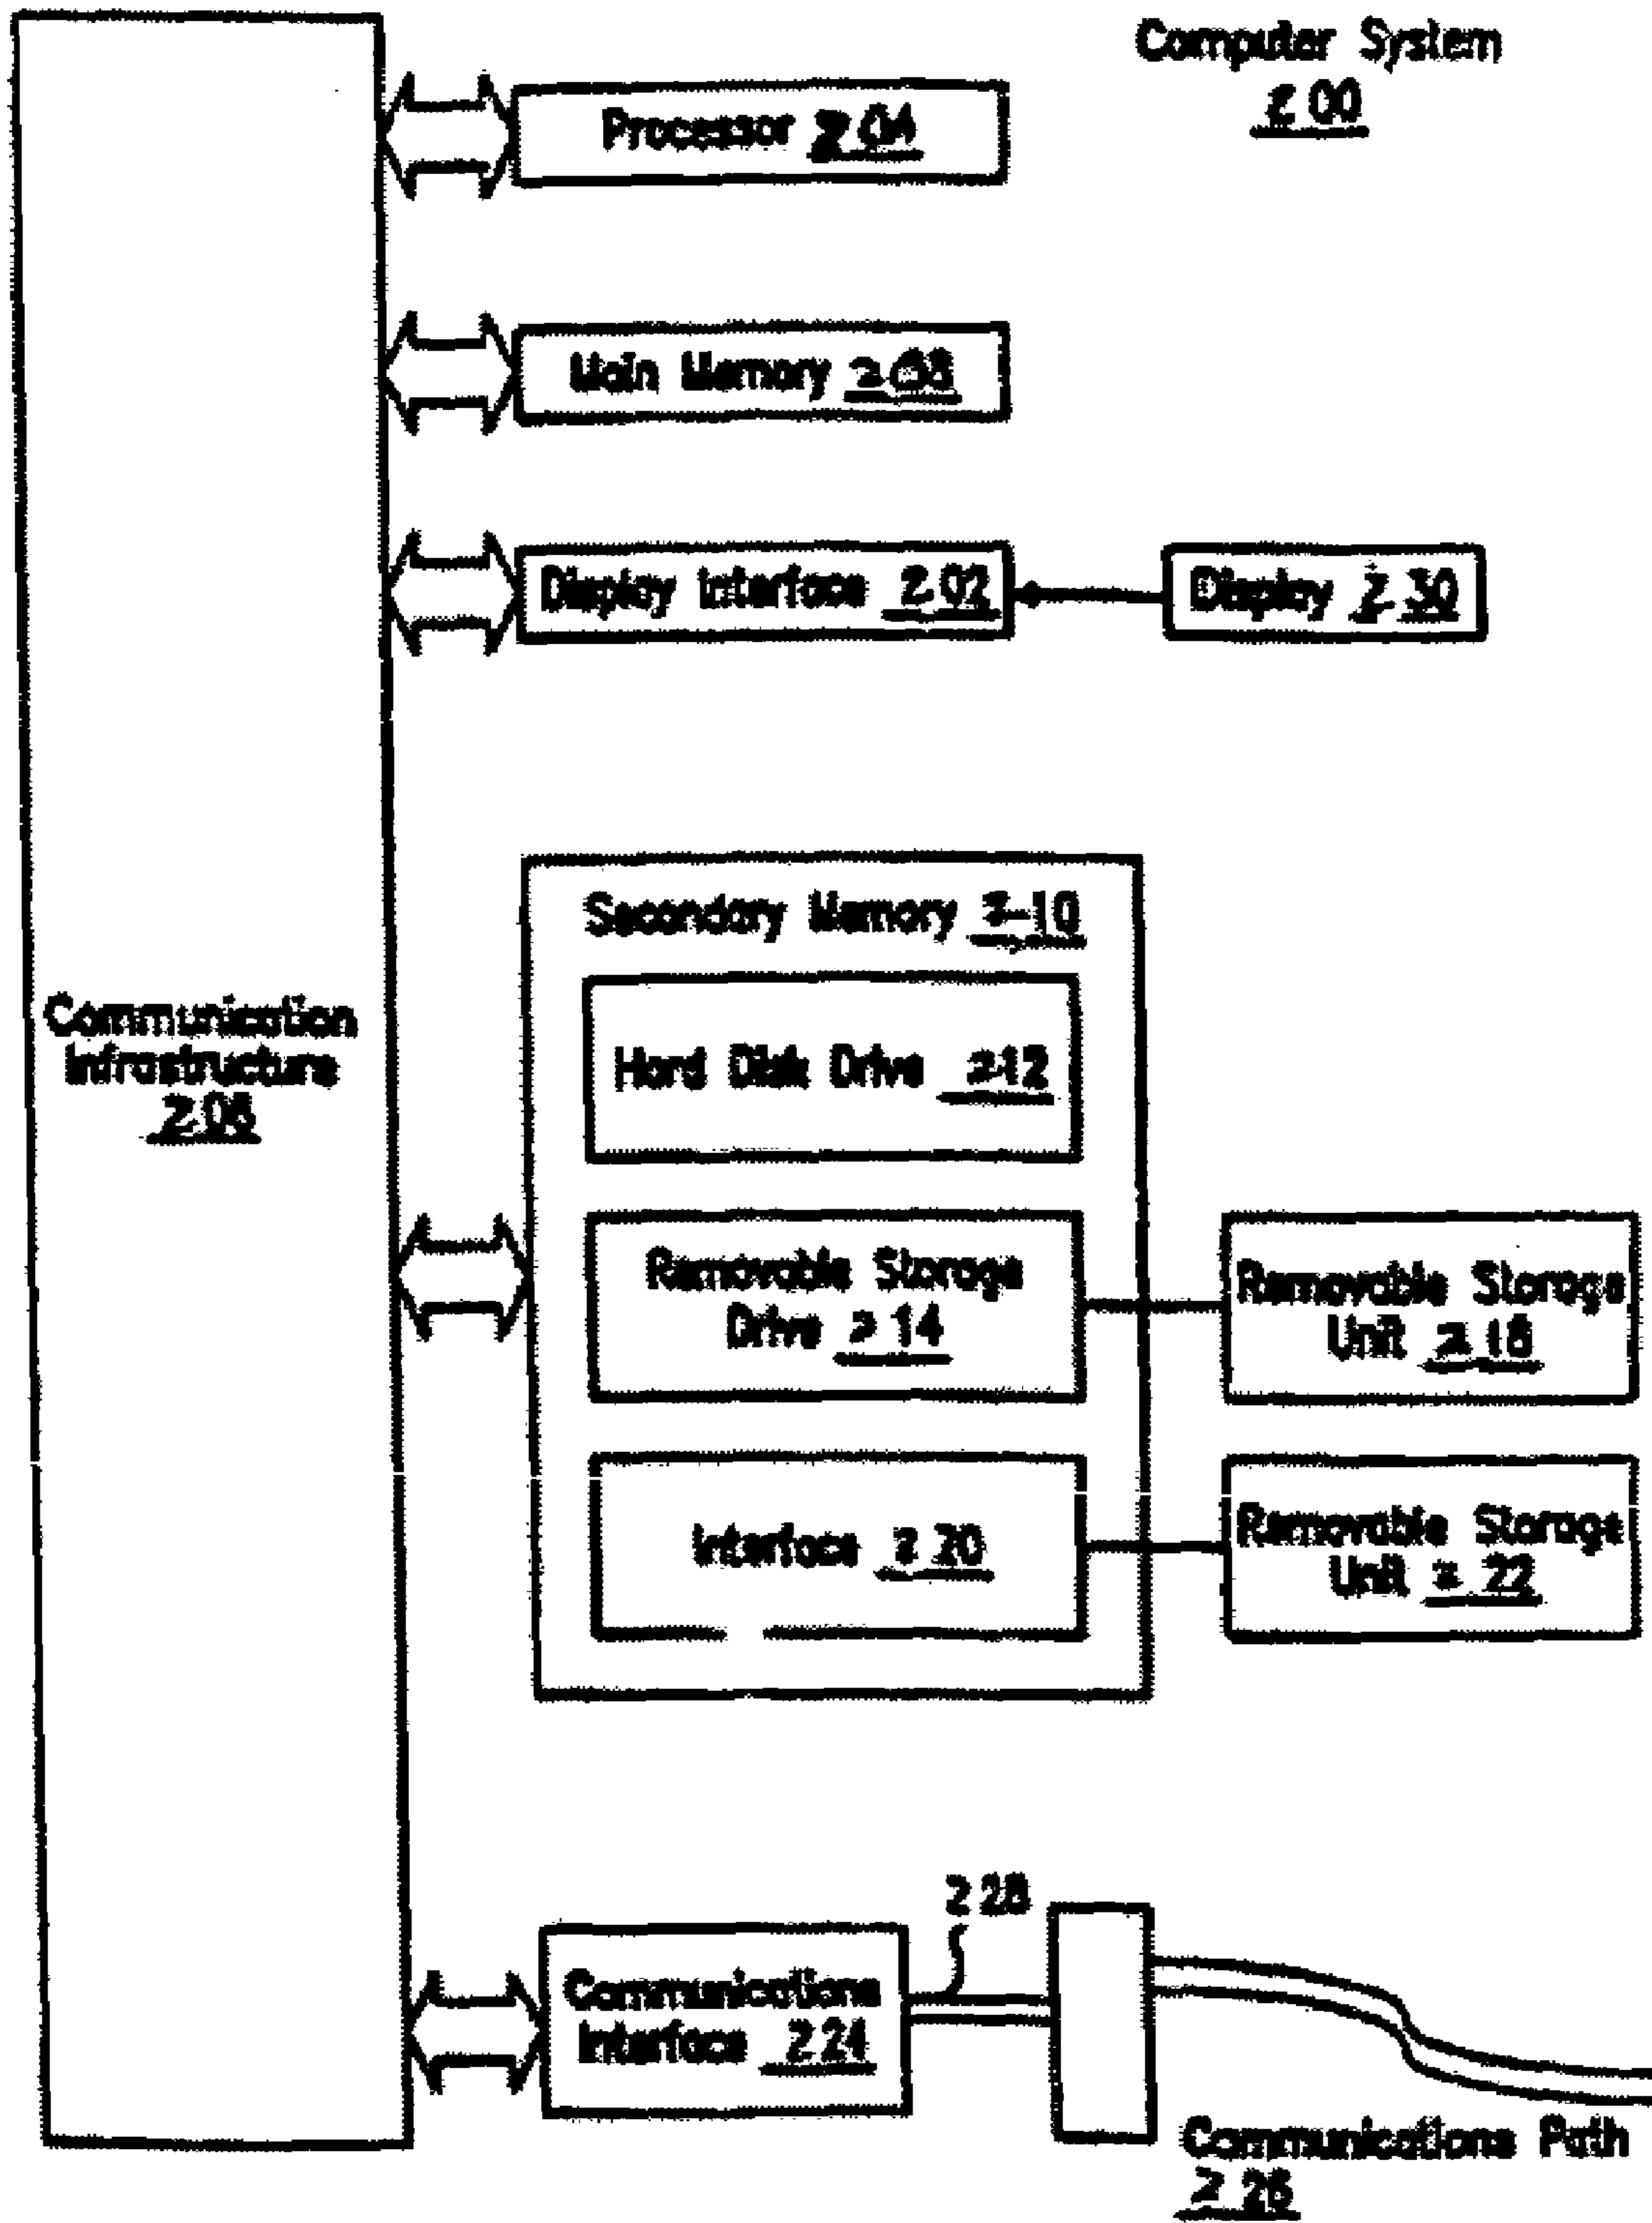 Computer System
200
Processor 204
Main Memory 208
Display Interface 202
Display 230
Secondary Memory 210
Hard Disk Drive 212
Communication
Infrastructure
Removable Storage
Drive 214
Removable Storage
Unit 218
Interface 220
Removable Storage
Unit 222
228
Communications
Interface 224
Communications Path
226